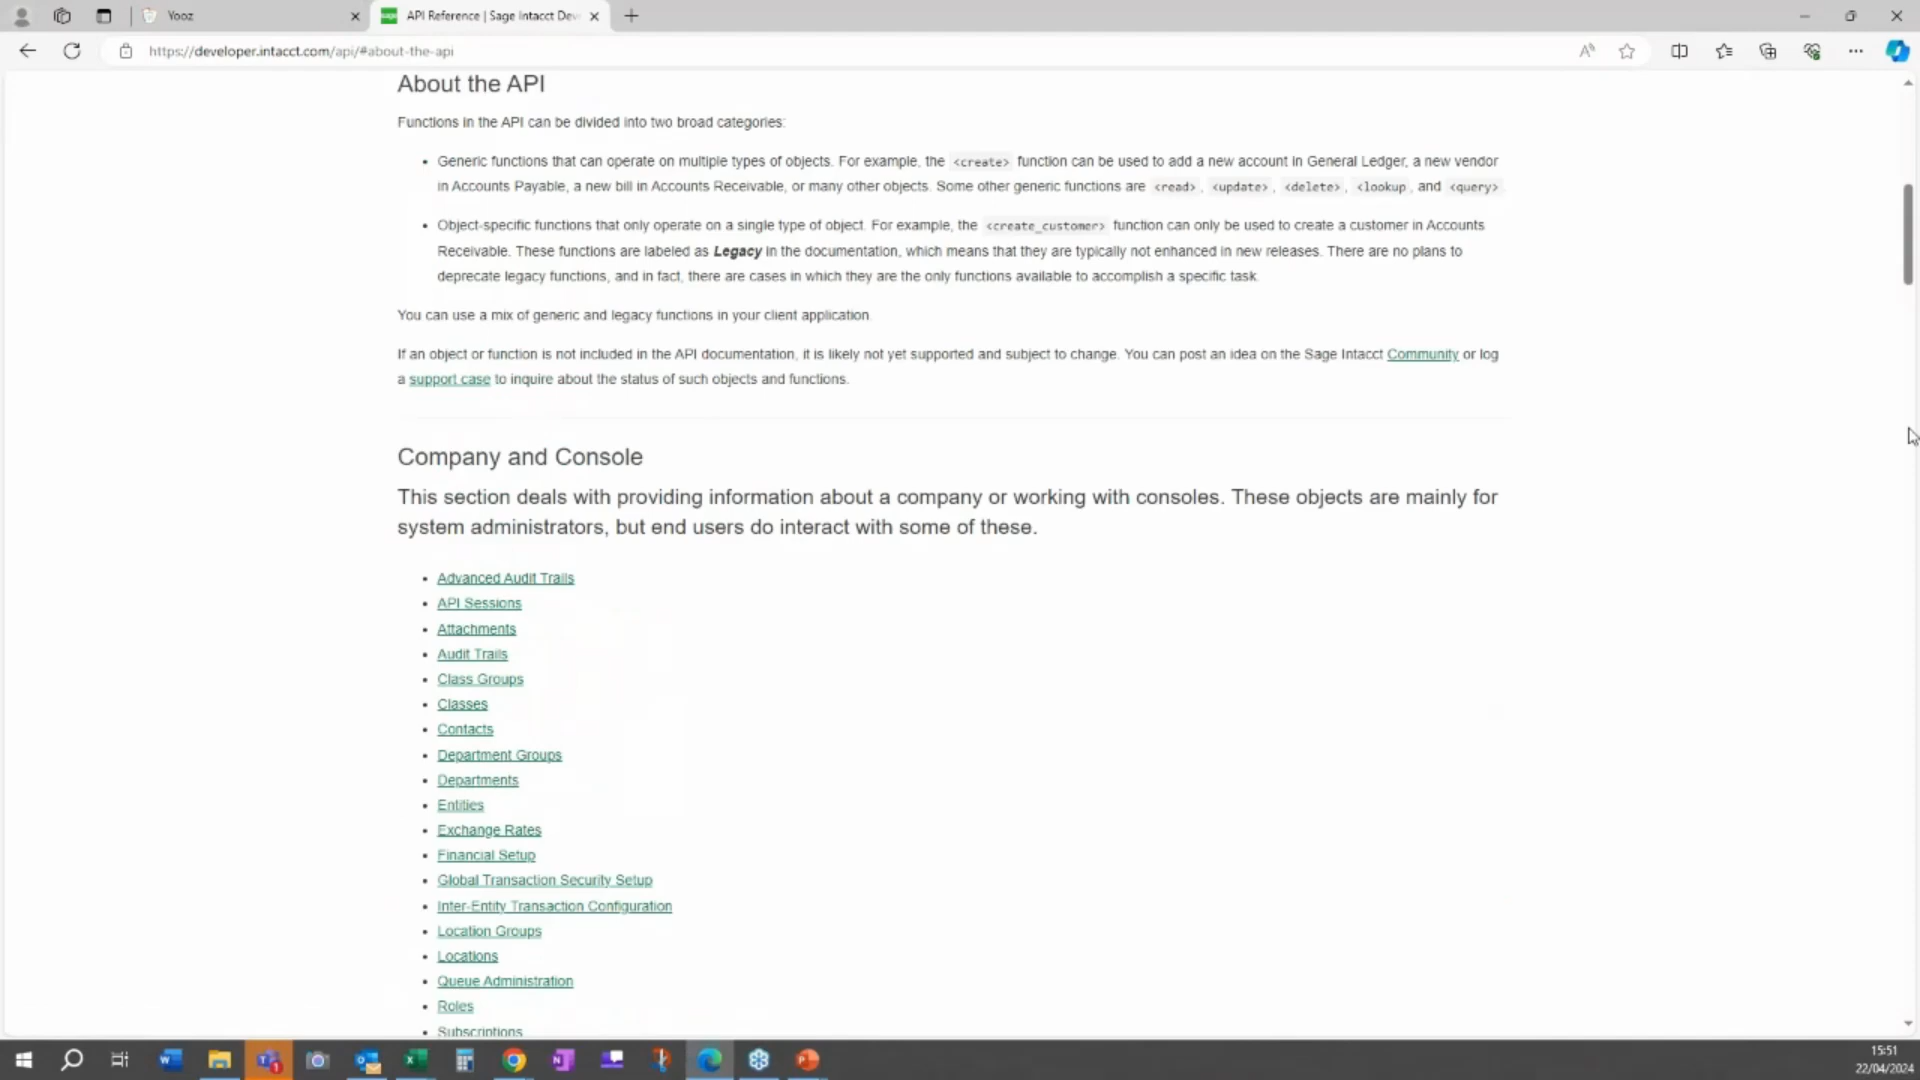 Yooz
API Reference | Sage Intacct Dev
https://developer.intacct.com/api/#about-the-api
About the API
Functions in the API can be divided into two broad categories:
• Generic functions that can operate on multiple types of objects. For example, the <create> function can be used to add a new account in General Ledger, a new vendor
in Accounts Payable, a new bill in Accounts Receivable, or many other objects. Some other generic functions are <read>, <update>, <delete>, <lookup, and <query>
• Object-specific functions that only operate on a single type of object. For example, the <create_customer> function can only be used to create a customer in Accounts
Receivable. These functions are labeled as Legacy in the documentation, which means that they are typically not enhanced in new releases. There are no plans to
deprecate legacy functions, and in fact, there are cases in which they are the only functions available to accomplish a specific task.
You can use a mix of generic and legacy functions in your client application.
If an object or function is not included in the API documentation, it is likely not yet supported and subject to change. You can post an idea on the Sage Intacct Community or log
a support case to inquire about the status of such objects and functions.
Company and Console
This section deals with providing information about a company or working with consoles. These objects are mainly for
system administrators, but end users do interact with some of these.
• Advanced Audit Trails
• API Sessions
• Attachments
• Audit Trails
• Class Groups
• Classes
• Contacts
• Department Groups
• Departments
• Entities
• Exchange Rates
• Financial Setup
• Global Transaction Security Setup
• Inter-Entity Transaction Configuration
• Location Groups
• Locations
• Queue Administration
• Roles
• Subscriptions
15:51
22/04/2024